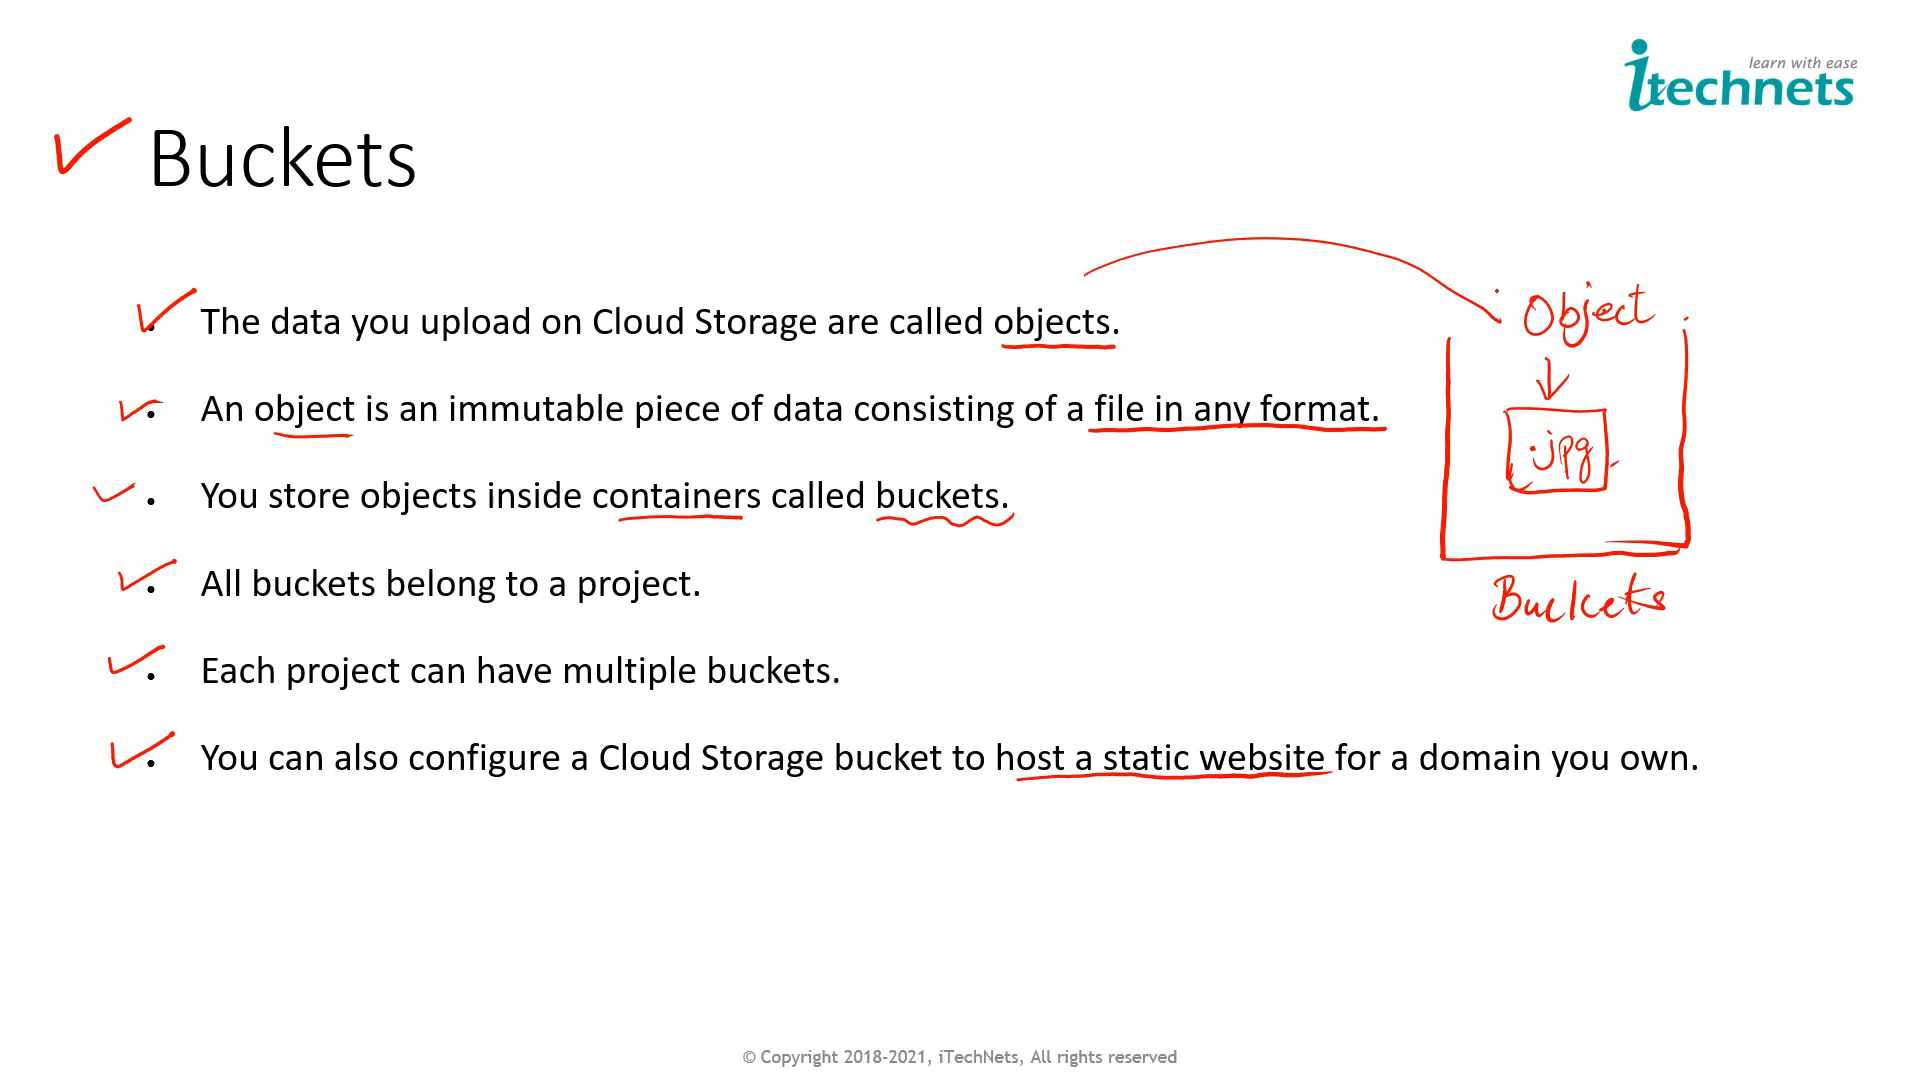 learn with ease
itechnets
Buckets
• The data you upload on Cloud Storage are called objects.
• An object is an immutable piece of data consisting of a file in any format.
• You store objects inside containers called buckets.
• All buckets belong to a project.
• Each project can have multiple buckets.
• You can also configure a Cloud Storage bucket to host a static website for a domain you own.
Object
.jpg
Buckets
© Copyright 2018-2021, iTechNets, All rights reserved